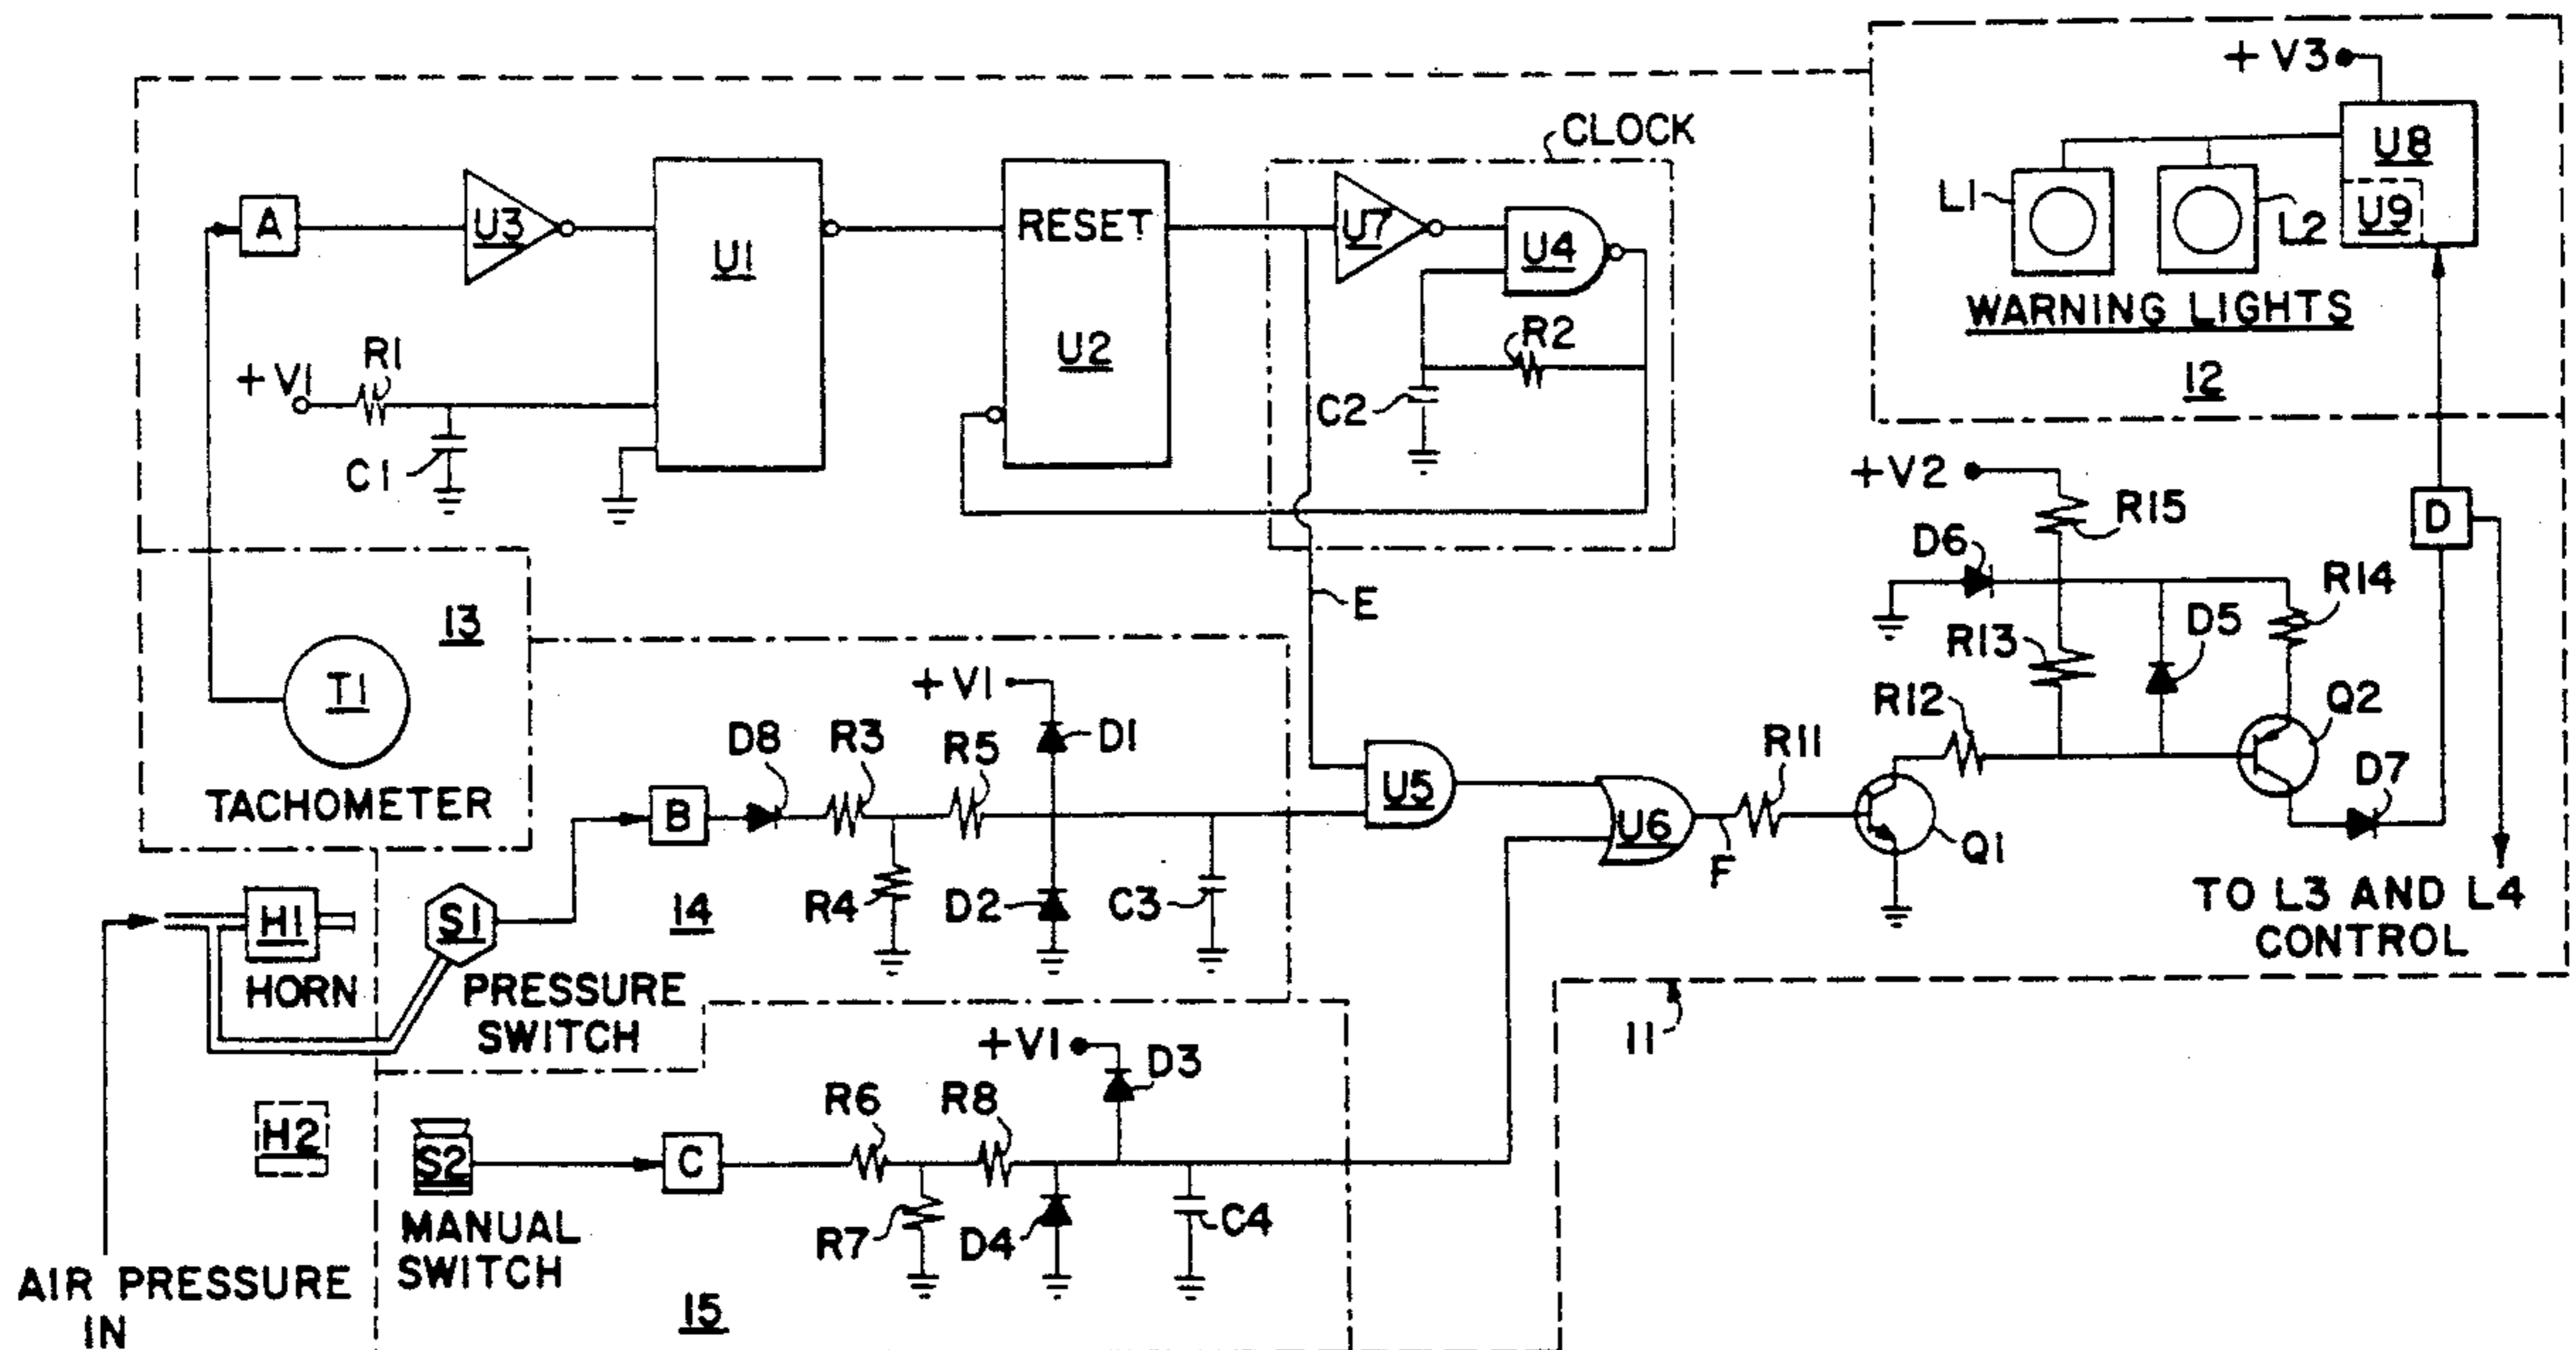 +V3
CLOCK
U8
A
U3
U1
RESET
U7
U4
L1
L2
U9
WARNING LIGHTS
R1
U2
R2
+V1
C2
12
C1
+V2
R15
D
D6
R14
E
13
R13
D5
T1
+V1
R12
Q2
D8
R3
R5
D1
R11
D7
TACHOMETER
B
U5
U6
F
Q1
H1
S1
R4
14
D2
C3
TO L3 AND L4
CONTROL
HORN
PRESSURE
SWITCH
+V1
D3
11
H2
R6
R8
S2
C
MANUAL
SWITCH
R7
D4
C4
AIR PRESSURE
IN
15